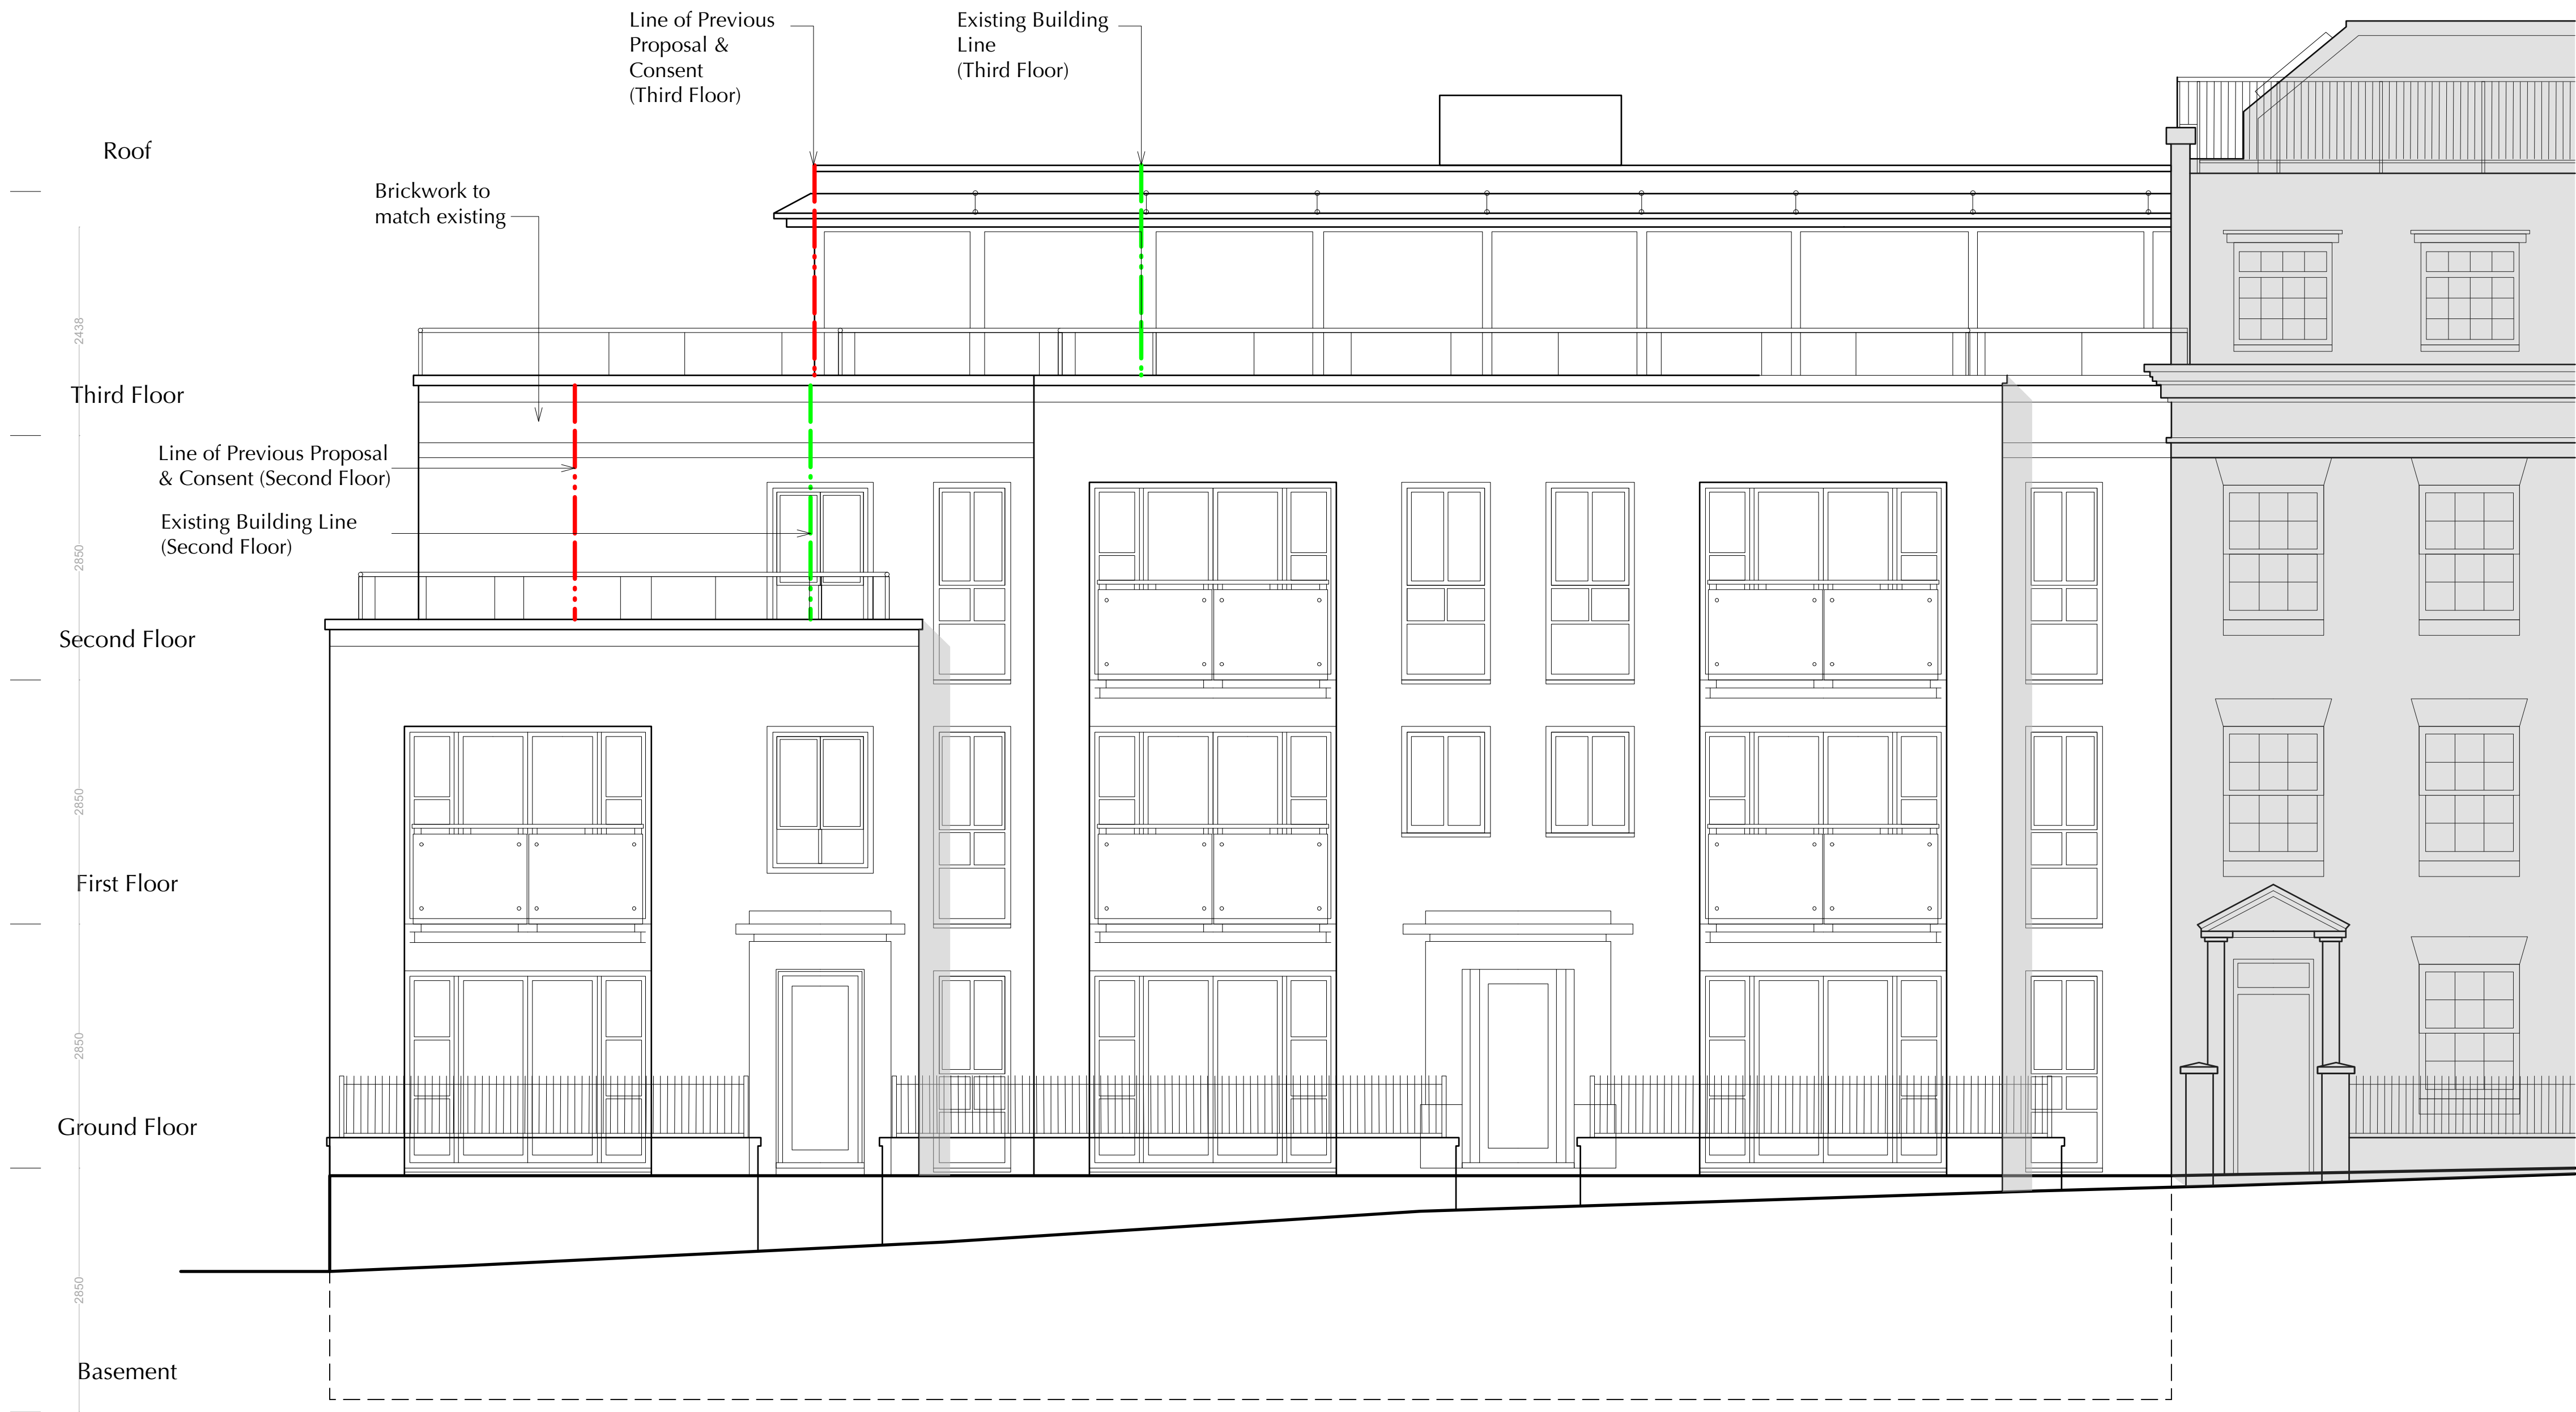 Line of Previous
Proposal &
Consent
(Third Floor)
Existing Building
Line
(Third Floor)
Roof
Brickwork to
match existing
2438
Third Floor
Line of Previous Proposal
& Consent (Second Floor)
Existing Building Line
(Second Floor)
2850
Second Floor
2850
First Floor
2850
Ground Floor
2850
Basement